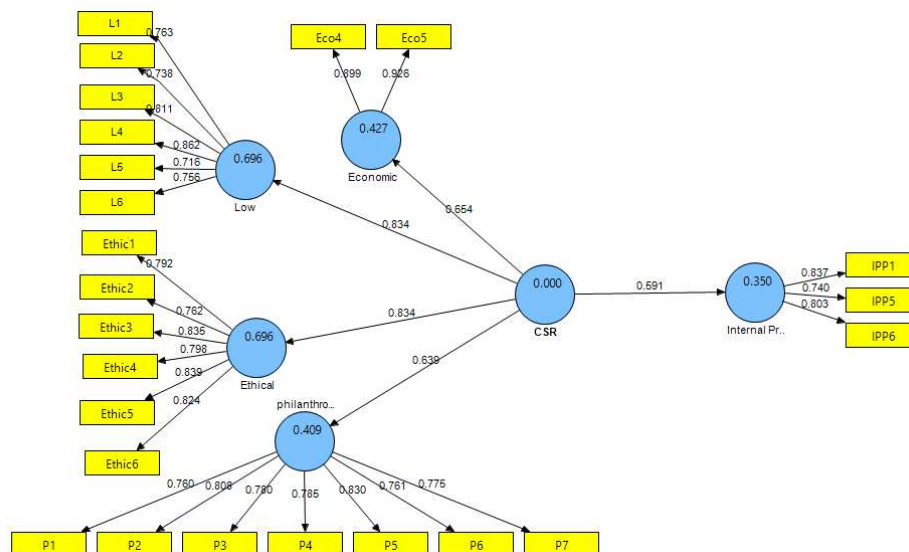 L1
0.763
L2
0.738
L3
0.811
L4
0.862
L5
0.716
L6
0.756
0.696
Low
Eco4
Eco5
0.899
0.926
0.427
Economic
0.654
0.834
0.000
CSR
0.591
0.350
Internal Pr..
0.837
IPP1
0.740
IPP5
0.803
IPP6
Ethic1
0.792
Ethic2
0.762
Ethic3
0.835
Ethic4
0.798
Ethic5
0.839
Ethic6
0.824
0.696
Ethical
0.834
0.639
philanthro...
0.409
0.760
0.808
0.780
0.785
0.830
0.761
0.775
P1
P2
P3
P4
P5
P6
P7